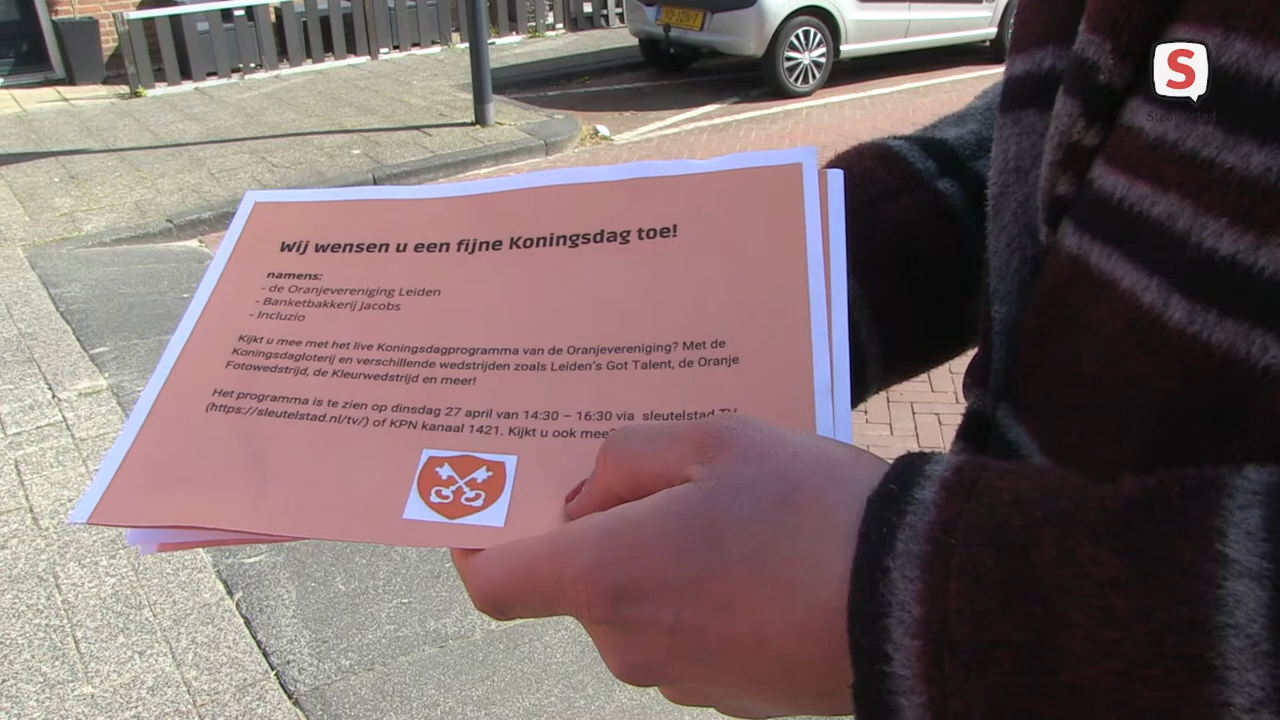 S
Sleutelstad
Wij wensen u een fijne Koningsdag toe!
namens:
- de Oranjevereniging Leiden
- Banketbakkerij Jacobs
- Incluzio
Kijkt u mee met het live Koningsdagprogramma van de Oranjevereniging? Met de
Koningsdagloterij en verschillende wedstrijden zoals Leiden's Got Talent, de Oranje
Fotowedstrijd, de Kleurwedstrijd en meer!
Het programma is te zien op dinsdag 27 april van 14:30 – 16:30 via sleutelstad TV
(https://sleutelstad.nl/tv/) of KPN kanaal 1421. Kijkt u ook mee?